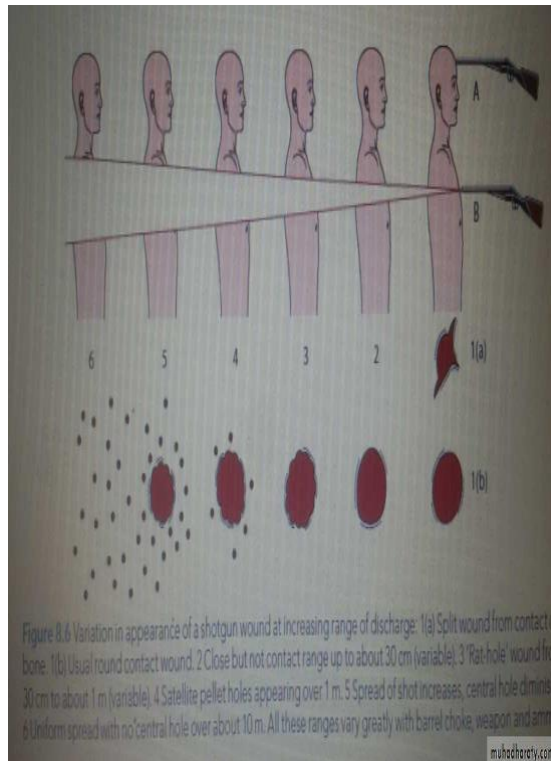 A
B
6 5 4 3 2 1(a)
1(b)
Figure 8.6 Variation in appearance of a shotgun wound at increasing range of discharge: 1(a) Split wound from contact
bone. 1(b) Usual round contact wound. 2 Close but not contact range up to about 30 cm (variable). 3 'Rat-hole' wound
30 cm to about 1 m (variable). 4 Satellite pellet holes appearing over 1 m. 5 Spread of shot increases, central hole
6 Uniform spread with no central hole over about 10 m. All these ranges vary greatly with barrel choke, weapon and
muhadharaty.com